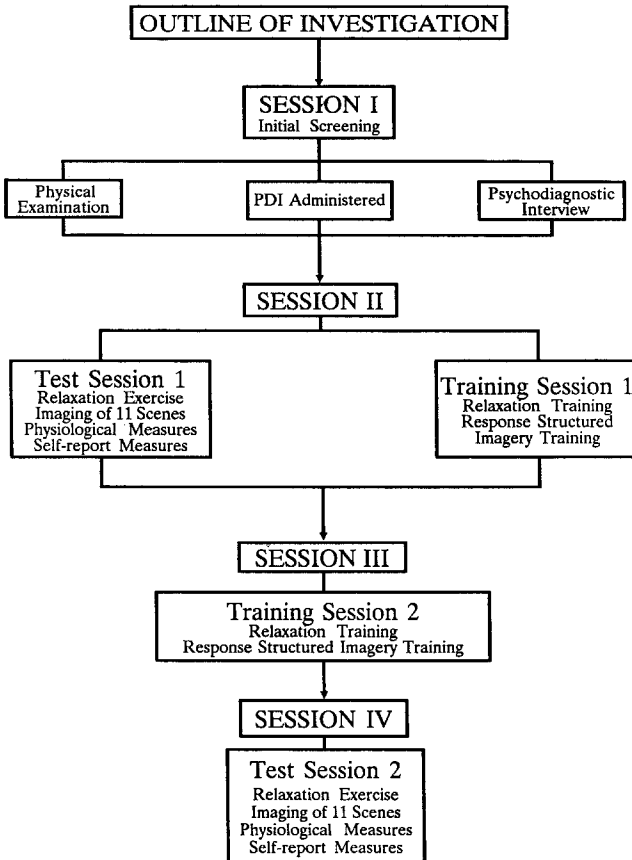 OUTLINE OF INVESTIGATION
SESSION I
Initial Screening
Physical
Examination
PDI Administered
Psychodiagnostic
Interview
SESSION II
Test Session 1
Relaxation Exercise
Imaging of 11 Scenes
Physiological Measures
Self-report Measures
Training Session 1
Relaxation Training
Response Structured
Imagery Training
SESSION III
Training Session 2
Relaxation Training
Response Structured Imagery Training
SESSION IV
Test Session 2
Relaxation Exercise
Imaging of 11 Scenes
Physiological Measures
Self-report Measures